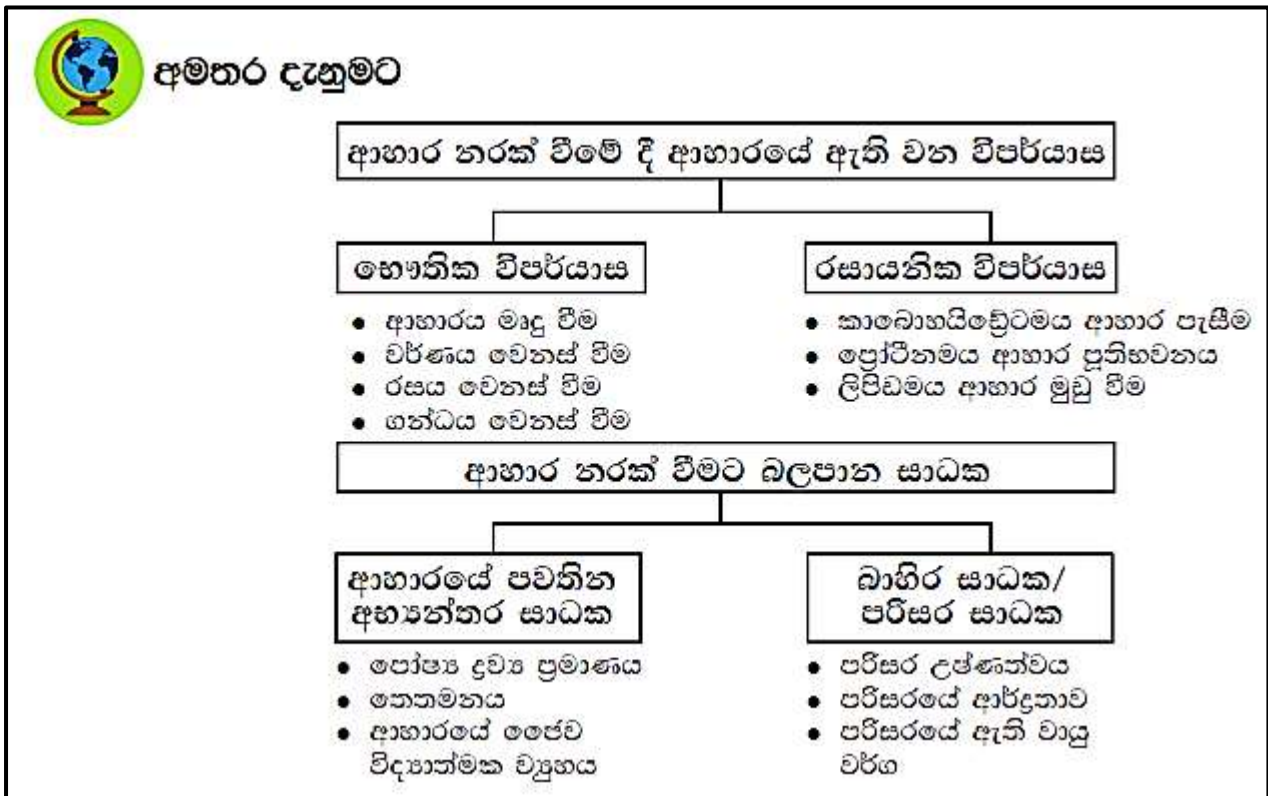 අමතර දැනුමට
ආහාර නරක් වීමේ දී ආහාරයේ ඇති වන විපර්යාස
භෞතික විපර්යාස
• ආහාරය මෘදු වීම
• වර්ණය වෙනස් වීම
• රසය වෙනස් වීම
• ගන්ධය වෙනස් වීම
රසායනික විපර්යාස
• කාබොහයිඩ්‍රේටමය ආහාර පැසීම
• ප්‍රෝටීනමය ආහාර පූතිභවනය
• ලිපිඩමය ආහාර මුඩු වීම
ආහාර නරක් වීමට බලපාන සාධක
ආහාරයේ පවතින
අභ්‍යන්තර සාධක
• පෝෂ්‍ය ද්‍රව්‍ය ප්‍රමාණය
• තෙතමනය
• ආහාරයේ ජෛව
විද්‍යාත්මක ව්‍යුහය
බාහිර සාධක/
පරිසර සාධක
• පරිසර උෂ්ණත්වය
• පරිසරයේ ආර්ද්‍රතාව
• පරිසරයේ ඇති වායු
වර්ග